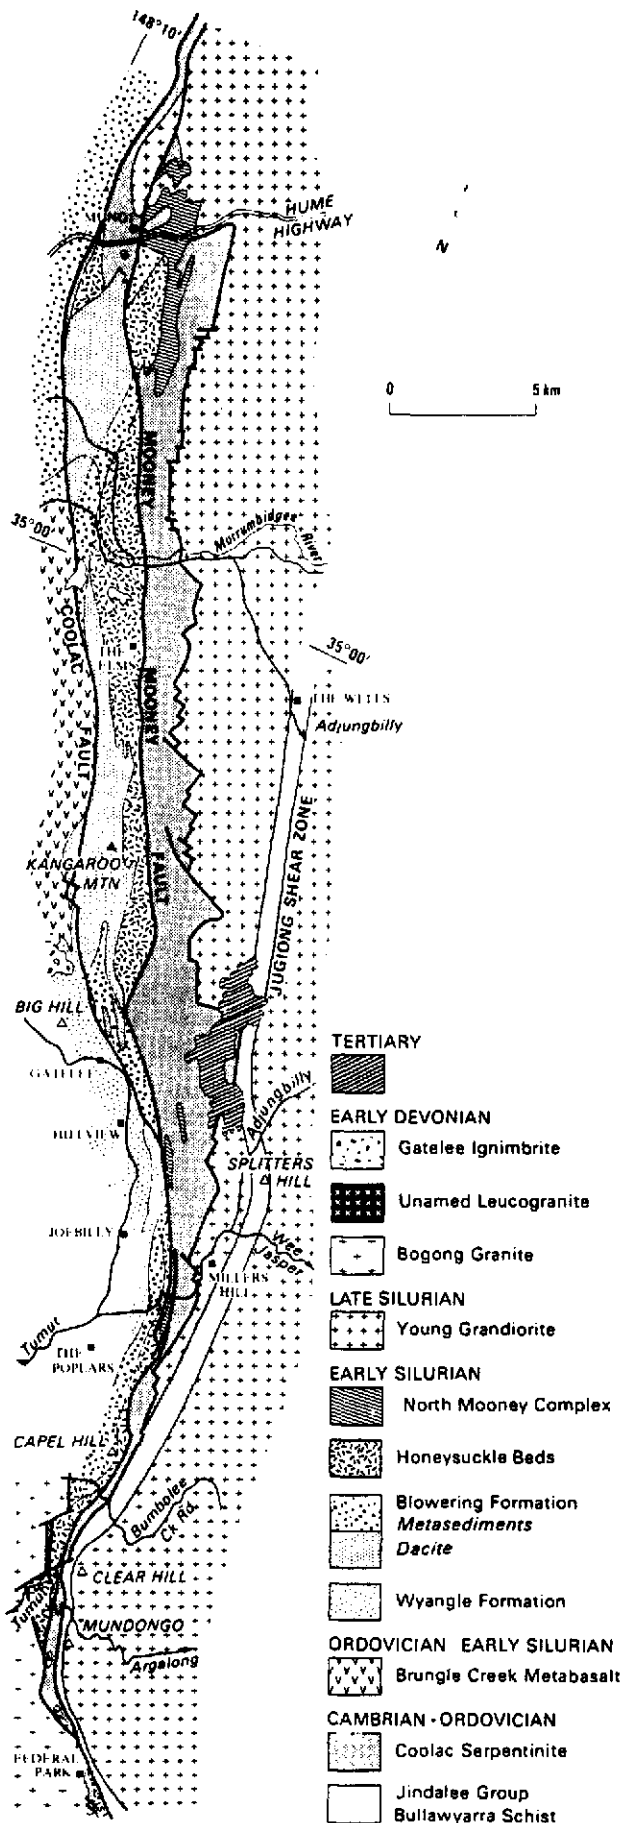 148°10'
HUME
HIGHWAY
N
0 5 km
MOONEY
35°00'
Murrumbidgee
River
COOLAC
THE ELMS
MOONEY
35°00'
Adjungbilly
FAULT
JUGIONG SHEAR ZONE
KANGAROO
MTN
FAULT
BIG HILL
GATELEE
Adjungbilly
HILLVIEW
SPLITTERS
HILL
JOEBILLY
Wee
Jasper
MILLERS
HILL
Tumut
THE
POPLARS
CAPEL HILL
Bumbolee
Ck Rd.
CLEAR HILL
Tumut
MUNDONGO
Argalong
FEDERAL
PARK
TERTIARY
EARLY DEVONIAN
Gatelee Ignimbrite
Unamed Leucogranite
Bogong Granite
LATE SILURIAN
Young Grandiorite
EARLY SILURIAN
North Mooney Complex
Honeysuckle Beds
Blowering Formation
Metasediments
Dacite
Wyangle Formation
ORDOVICIAN EARLY SILURIAN
Brungle Creek Metabasalt
CAMBRIAN - ORDOVICIAN
Coolac Serpentinite
Jindalee Group
Bullawyarra Schist